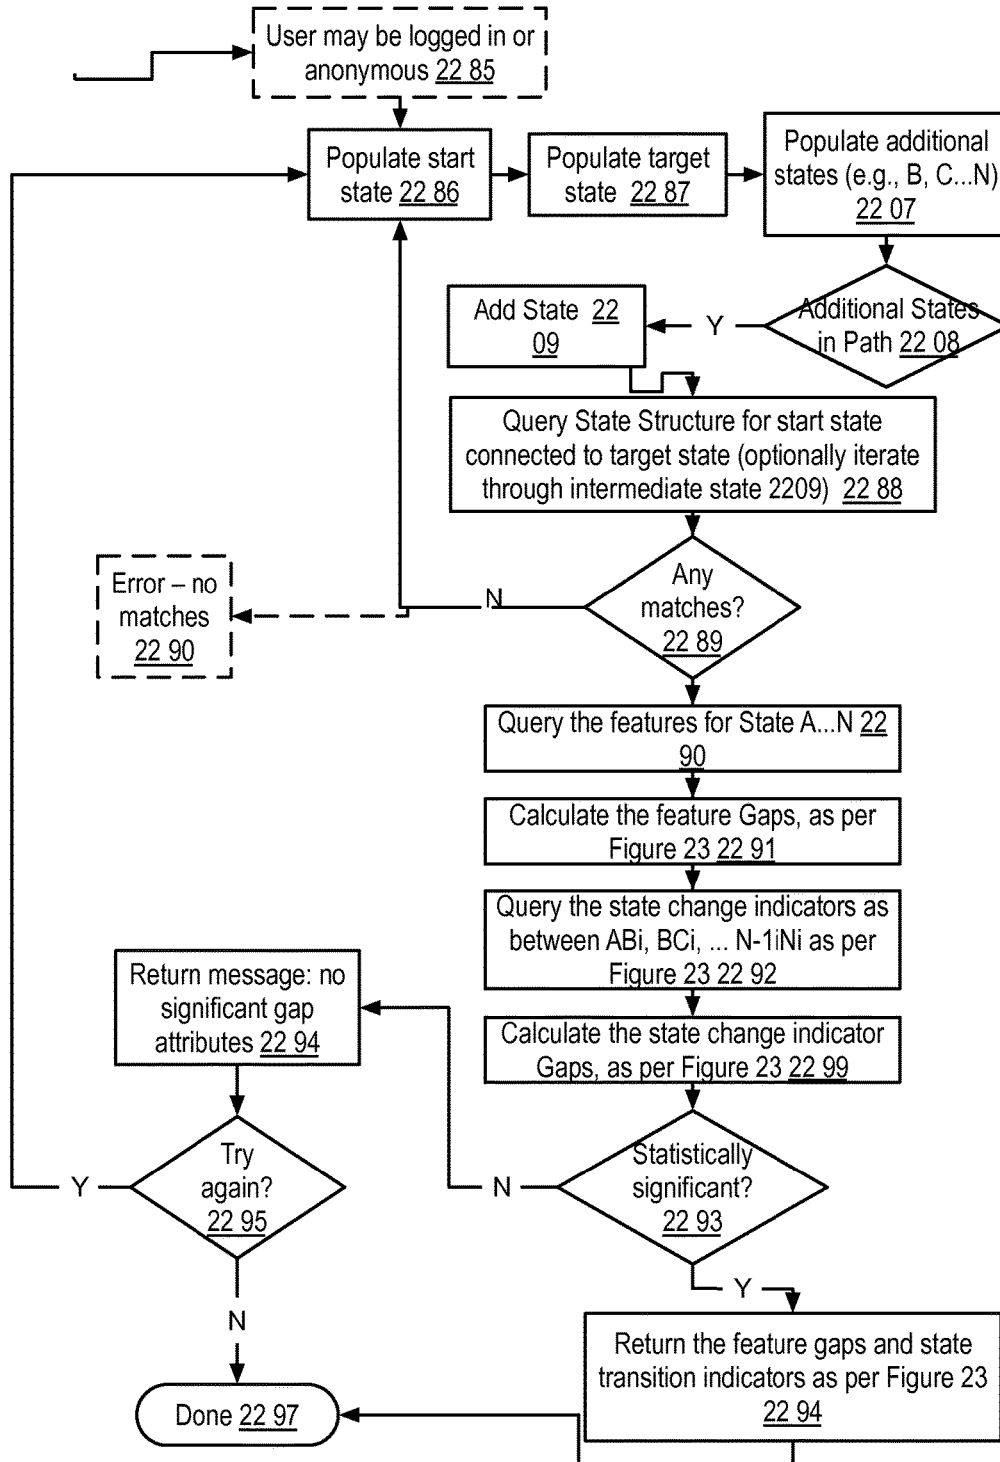 User may be logged in or
anonymous 22 85
Populate start
state 22 86
Populate target
state 22 87
Populate additional
states (e.g., B, C...N)
22 07
Additional States
in Path 22 08
Y
Add State 22
09
Query State Structure for start state
connected to target state (optionally iterate
through intermediate state 2209) 22 88
Any
matches?
22 89
N
Error – no
matches
22 90
Query the features for State A...N 22
90
Calculate the feature Gaps, as per
Figure 23 22 91
Query the state change indicators as
between ABi, BCi, ... N-1iNi as per
Figure 23 22 92
Calculate the state change indicator
Gaps, as per Figure 23 22 99
Statistically
significant?
22 93
N
Return message: no
significant gap
attributes 22 94
Try
again?
22 95
Y
N
Y
Return the feature gaps and state
transition indicators as per Figure 23
22 94
Done 22 97